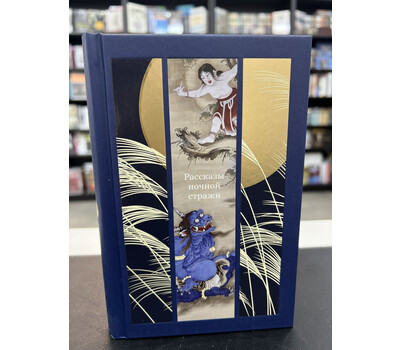 Рассказы
ночной
стражи